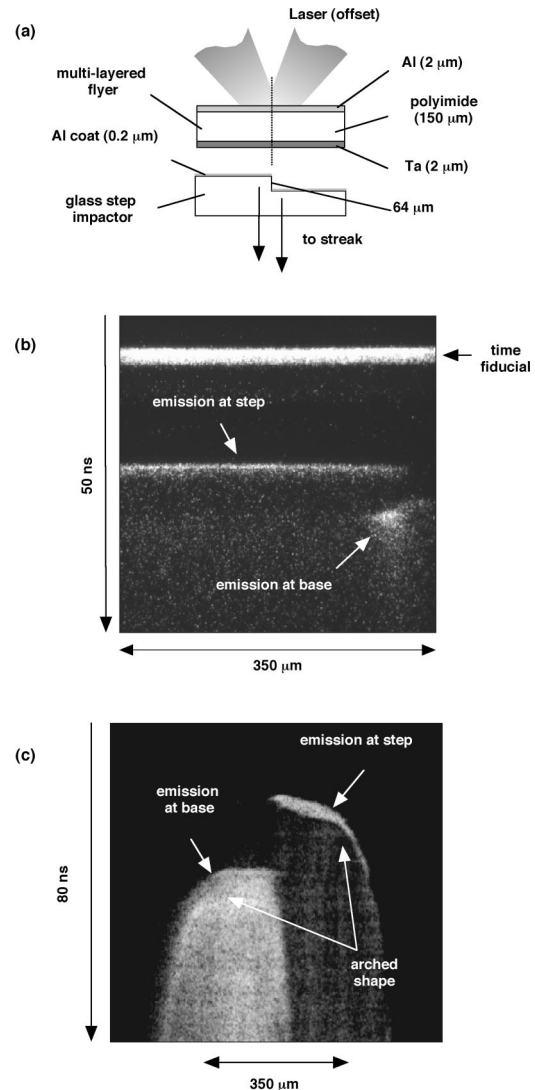 (a)
Laser (offset)
Al (2 μm)
multi-layered
flyer
polyimide
(150 μm)
Al coat (0.2 μm)
Ta (2 μm)
glass step
impactor
64 μm
to streak
(b)
time
fiducial
emission at step
50 ns
emission at base
350 μm
(c)
emission at step
emission
at base
80 ns
arched
shape
350 μm